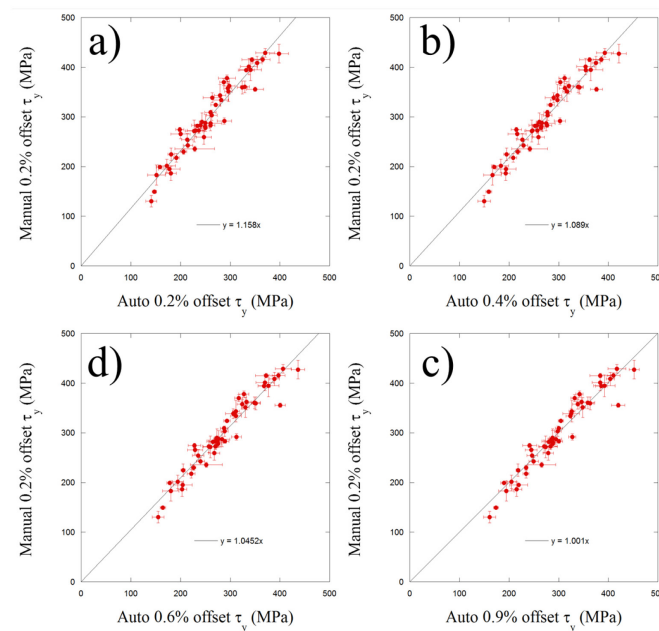 a)
500
400
300
200
100
0
Manual 0.2% offset τy (MPa)
y = 1.158x
0 100 200 300 400 500
Auto 0.2% offset τy (MPa)
b)
500
400
300
200
100
0
Manual 0.2% offset τy (MPa)
y = 1.089x
0 100 200 300 400 500
Auto 0.4% offset τy (MPa)
d)
500
400
300
200
100
0
Manual 0.2% offset τy (MPa)
y = 1.0452x
0 100 200 300 400 500
Auto 0.6% offset τy (MPa)
c)
500
400
300
200
100
0
Manual 0.2% offset τy (MPa)
y = 1.001x
0 100 200 300 400 500
Auto 0.9% offset τy (MPa)